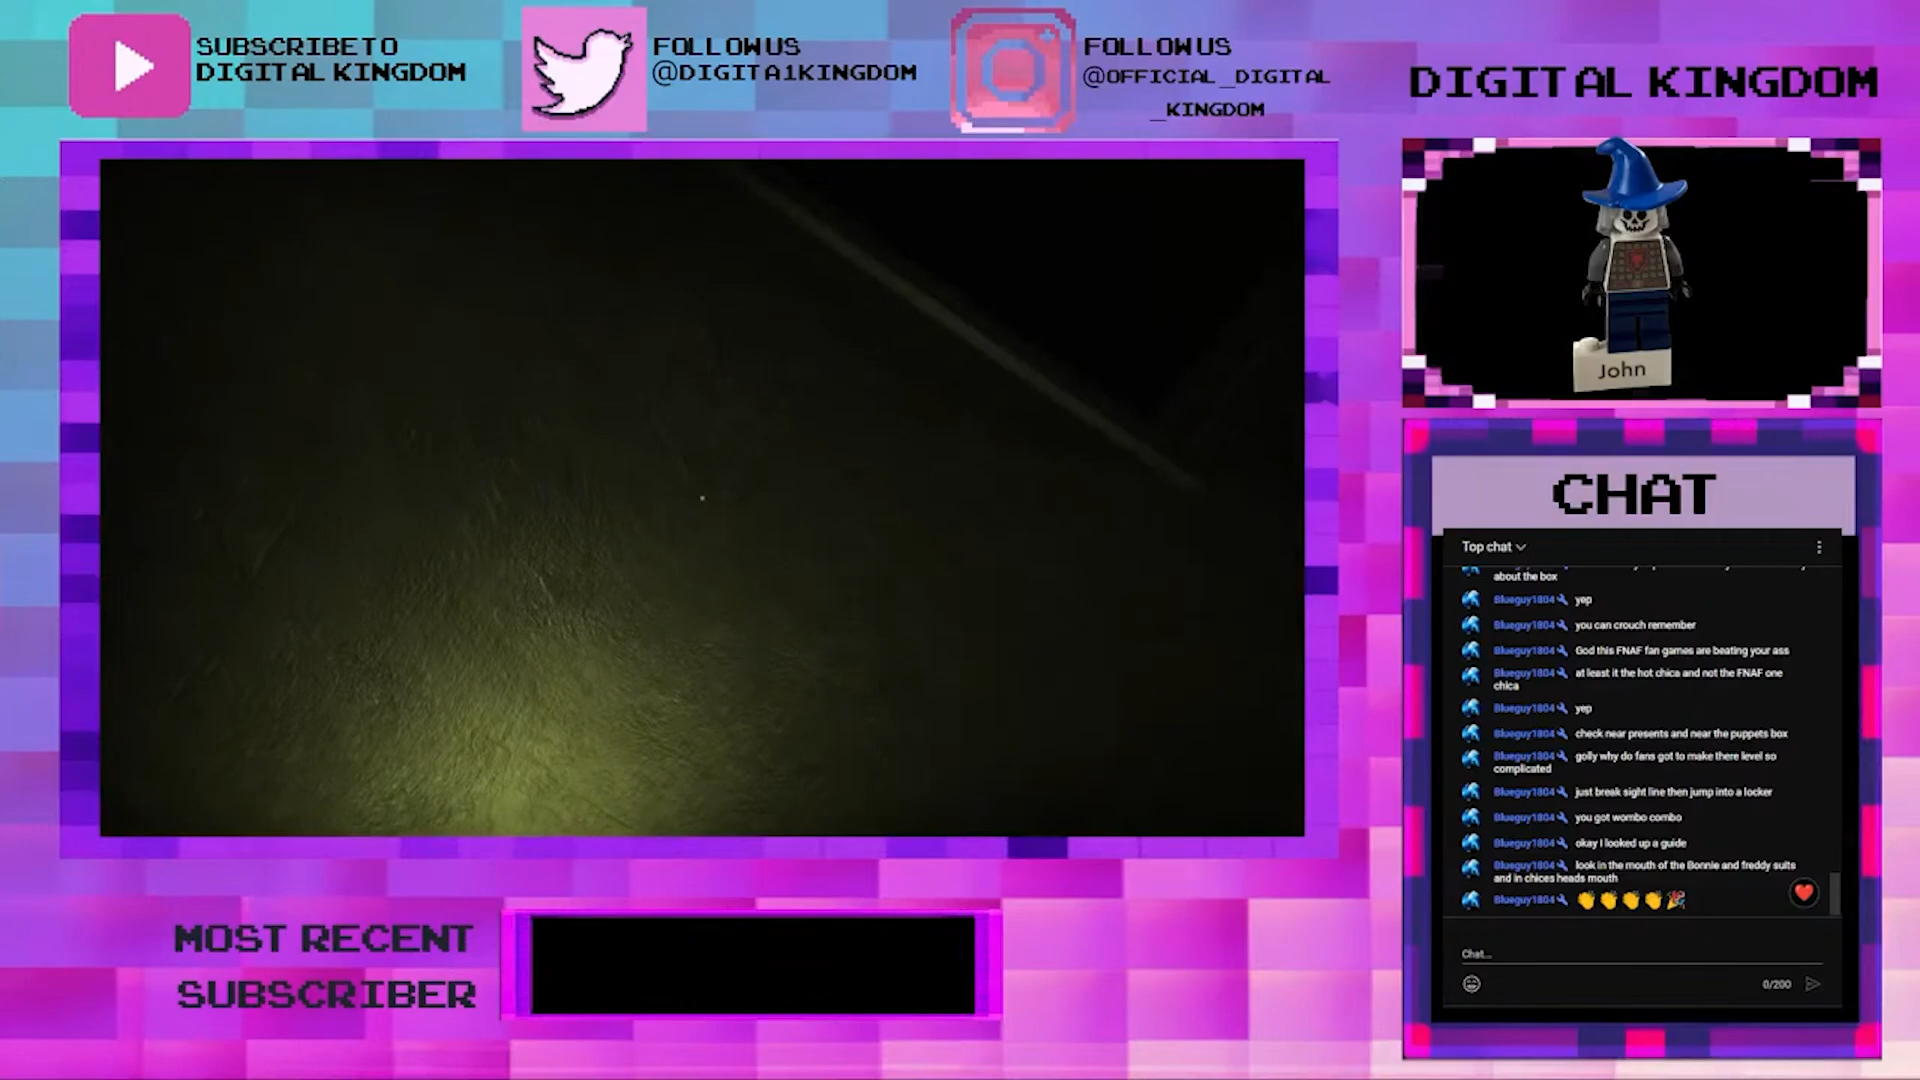 SUBSCRIBE TO
DIGITAL KINGDOM
FOLLOW US
@DIGITA1KINGDOM
FOLLOW US
@OFFICIAL_DIGITAL
_KINGDOM
DIGITAL KINGDOM
John
CHAT
Top chat
about the box
Blueguy1804 yep
Blueguy1804 you can crouch remember
Blueguy1804 God this FNAF fan games are beating your ass
Blueguy1804 at least it the hot chica and not the FNAF one
chica
Blueguy1804 yep
Blueguy1804 check near presents and near the puppets box
Blueguy1804 golly why do fans got to make there level so
complicated
Blueguy1804 just break sight line then jump into a locker
Blueguy1804 you got wombo combo
Blueguy1804 okay I looked up a guide
Blueguy1804 look in the mouth of the Bonnie and freddy suits
and in chices heads mouth
Blueguy1804 👏👏👏👏🎉
Chat...
0/200
MOST RECENT
SUBSCRIBER